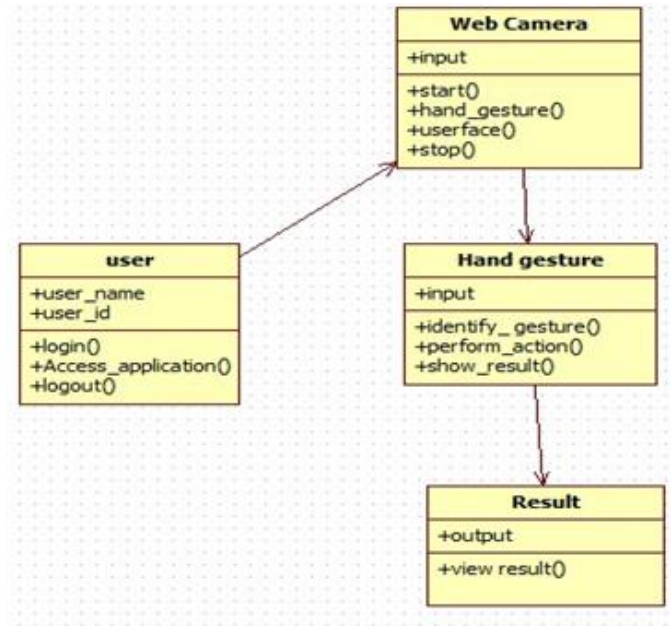 Web Camera
+input
+start()
+hand_gesture()
+userface()
+stop()
user
+user_name
+user_id
+login()
+Access_application()
+logout()
Hand gesture
+input
+identify_ gesture()
+perform_action()
+show_result()
Result
+output
+view result()